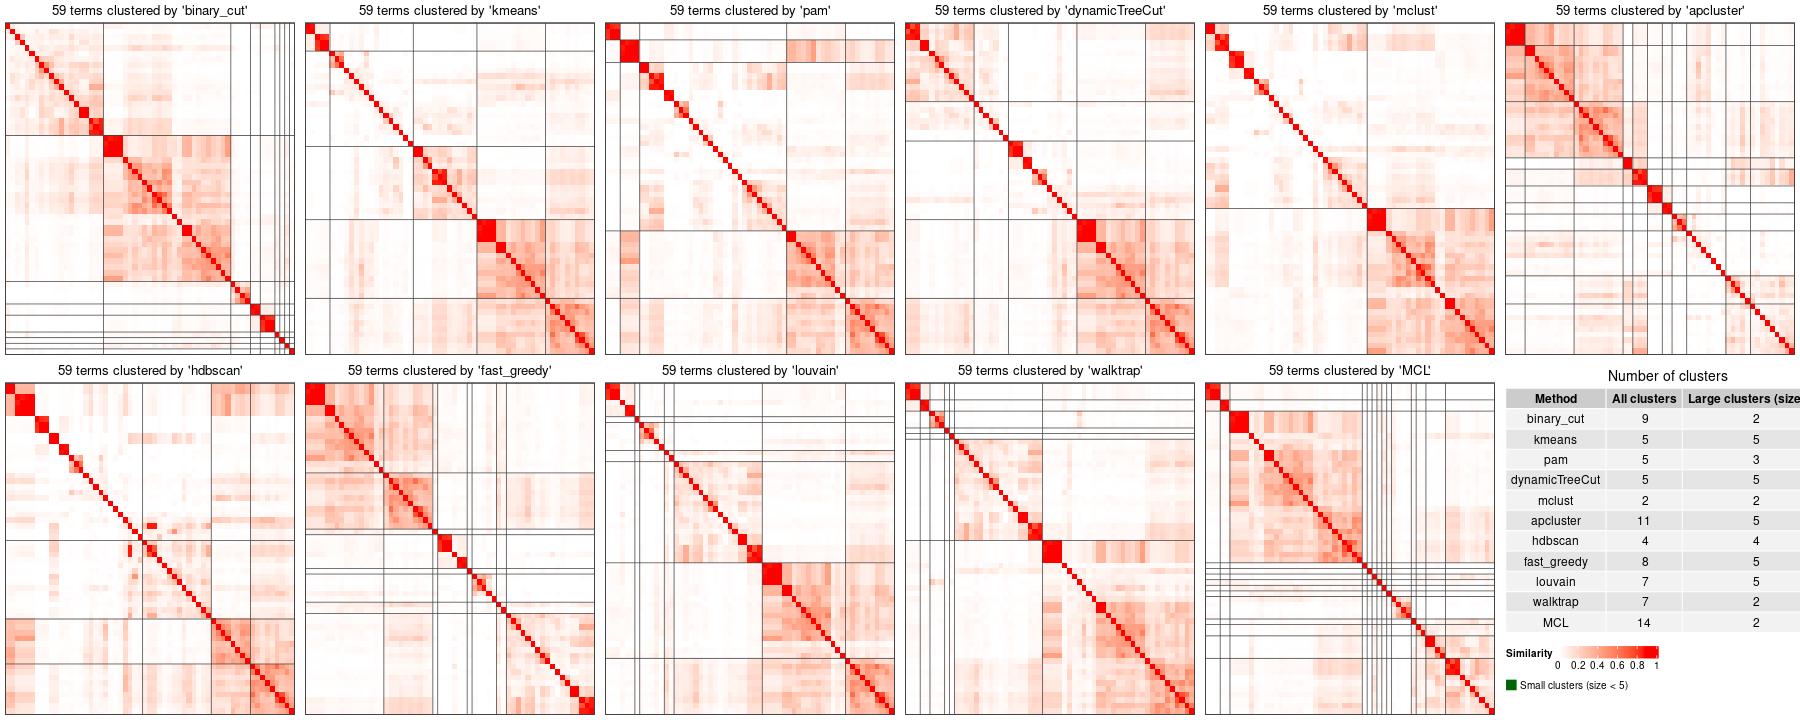 59 terms clustered by 'binary_cut'
59 terms clustered by 'kmeans'
59 terms clustered by 'pam'
59 terms clustered by 'dynamicTreeCut'
59 terms clustered by 'mclust'
59 terms clustered by 'apcluster'
59 terms clustered by 'hdbscan'
59 terms clustered by 'fast_greedy'
59 terms clustered by 'louvain'
59 terms clustered by 'walktrap'
59 terms clustered by 'MCL'
Number of clusters
Method All clusters Large clusters (size
binary_cut 9 2
kmeans 5 5
pam 5 3
dynamicTreeCut 5 5
mclust 2 2
apcluster 11 5
hdbscan 4 4
fast_greedy 8 5
louvain 7 5
walktrap 7 2
MCL 14 2
Similarity
0 0.2 0.4 0.6 0.8 1
Small clusters (size < 5)